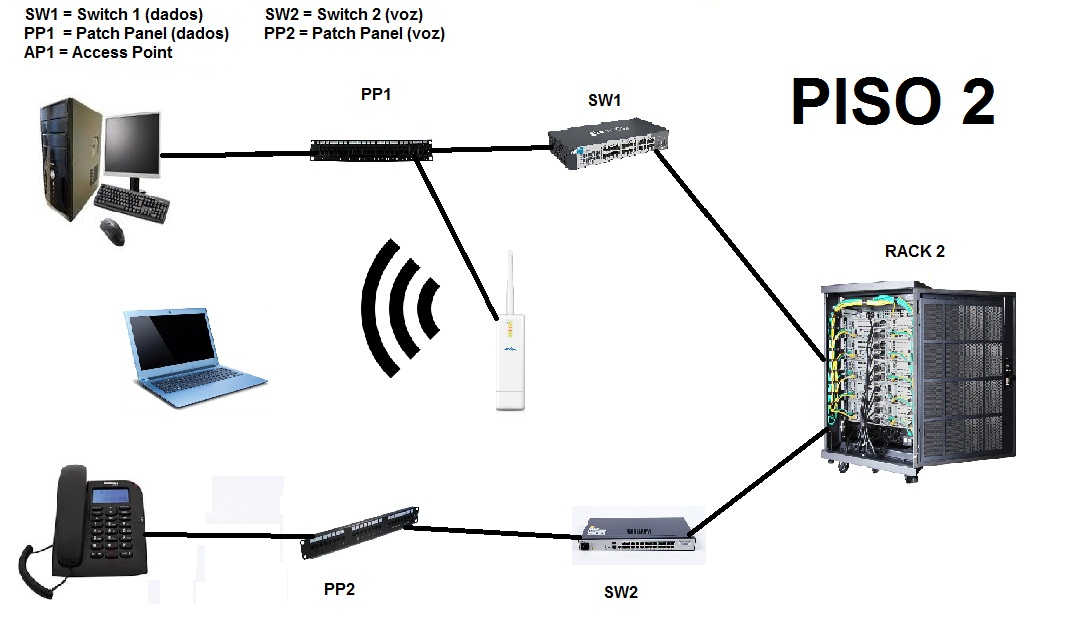 SW1 = Switch 1 (dados) SW2 = Switch 2 (voz)
PP1 = Patch Panel (dados) PP2 = Patch Panel (voz)
AP1 = Access Point
PISO 2
PP1
SW1
RACK 2
PP2
SW2